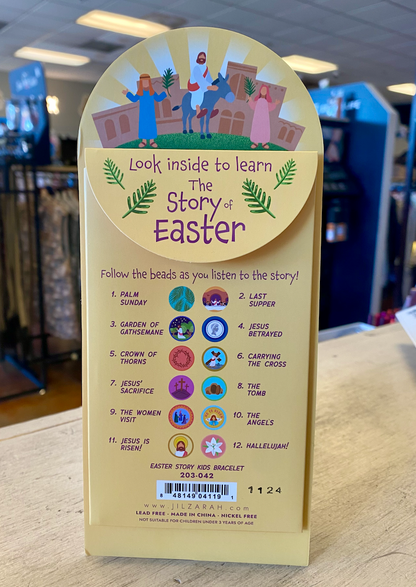 Look inside to learn
The
Story of
Easter
Follow the beads as you listen to the story!
1. PALM SUNDAY
2. LAST SUPPER
3. GARDEN OF GATHSEMANE
4. JESUS BETRAYED
5. CROWN OF THORNS
6. CARRYING THE CROSS
7. JESUS' SACRIFICE
8. THE TOMB
9. THE WOMEN VISIT
10. THE ANGELS
11. JESUS IS RISEN!
12. HALLELUJAH!
EASTER STORY KIDS BRACELET
203-042
8 48149 04119 1
1124
www.JILZARAH.com
LEAD FREE - MADE IN CHINA - NICKEL FREE
NOT SUITABLE FOR CHILDREN UNDER 3 YEARS OF AGE